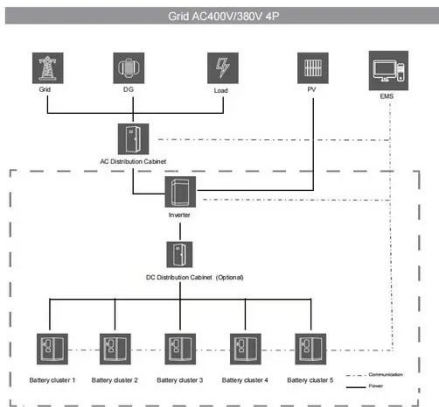 Grid AC400V/380V 4P
Grid
DG
Load
PV
EMS
AC Distribution Cabinet
Inverter
DC Distribution Cabinet (Optional)
Battery cluster 1
Battery cluster 2
Battery cluster 3
Battery cluster 4
Battery cluster 5
Communication
Power